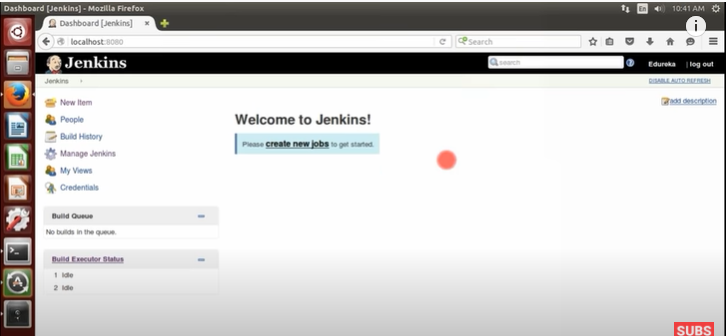 Dashboard [Jenkins] - Mozilla Firefox
En
10:41 AM
Dashboard [Jenkins]
localhost:8080
Search
Jenkins
search
Edureka
| log out
Jenkins
DISABLE AUTO REFRESH
New Item
People
Build History
Manage Jenkins
My Views
Credentials
add description
Welcome to Jenkins!
Please create new jobs to get started.
Build Queue
No builds in the queue.
Build Executor Status
1 Idle
2 Idle
SUBS